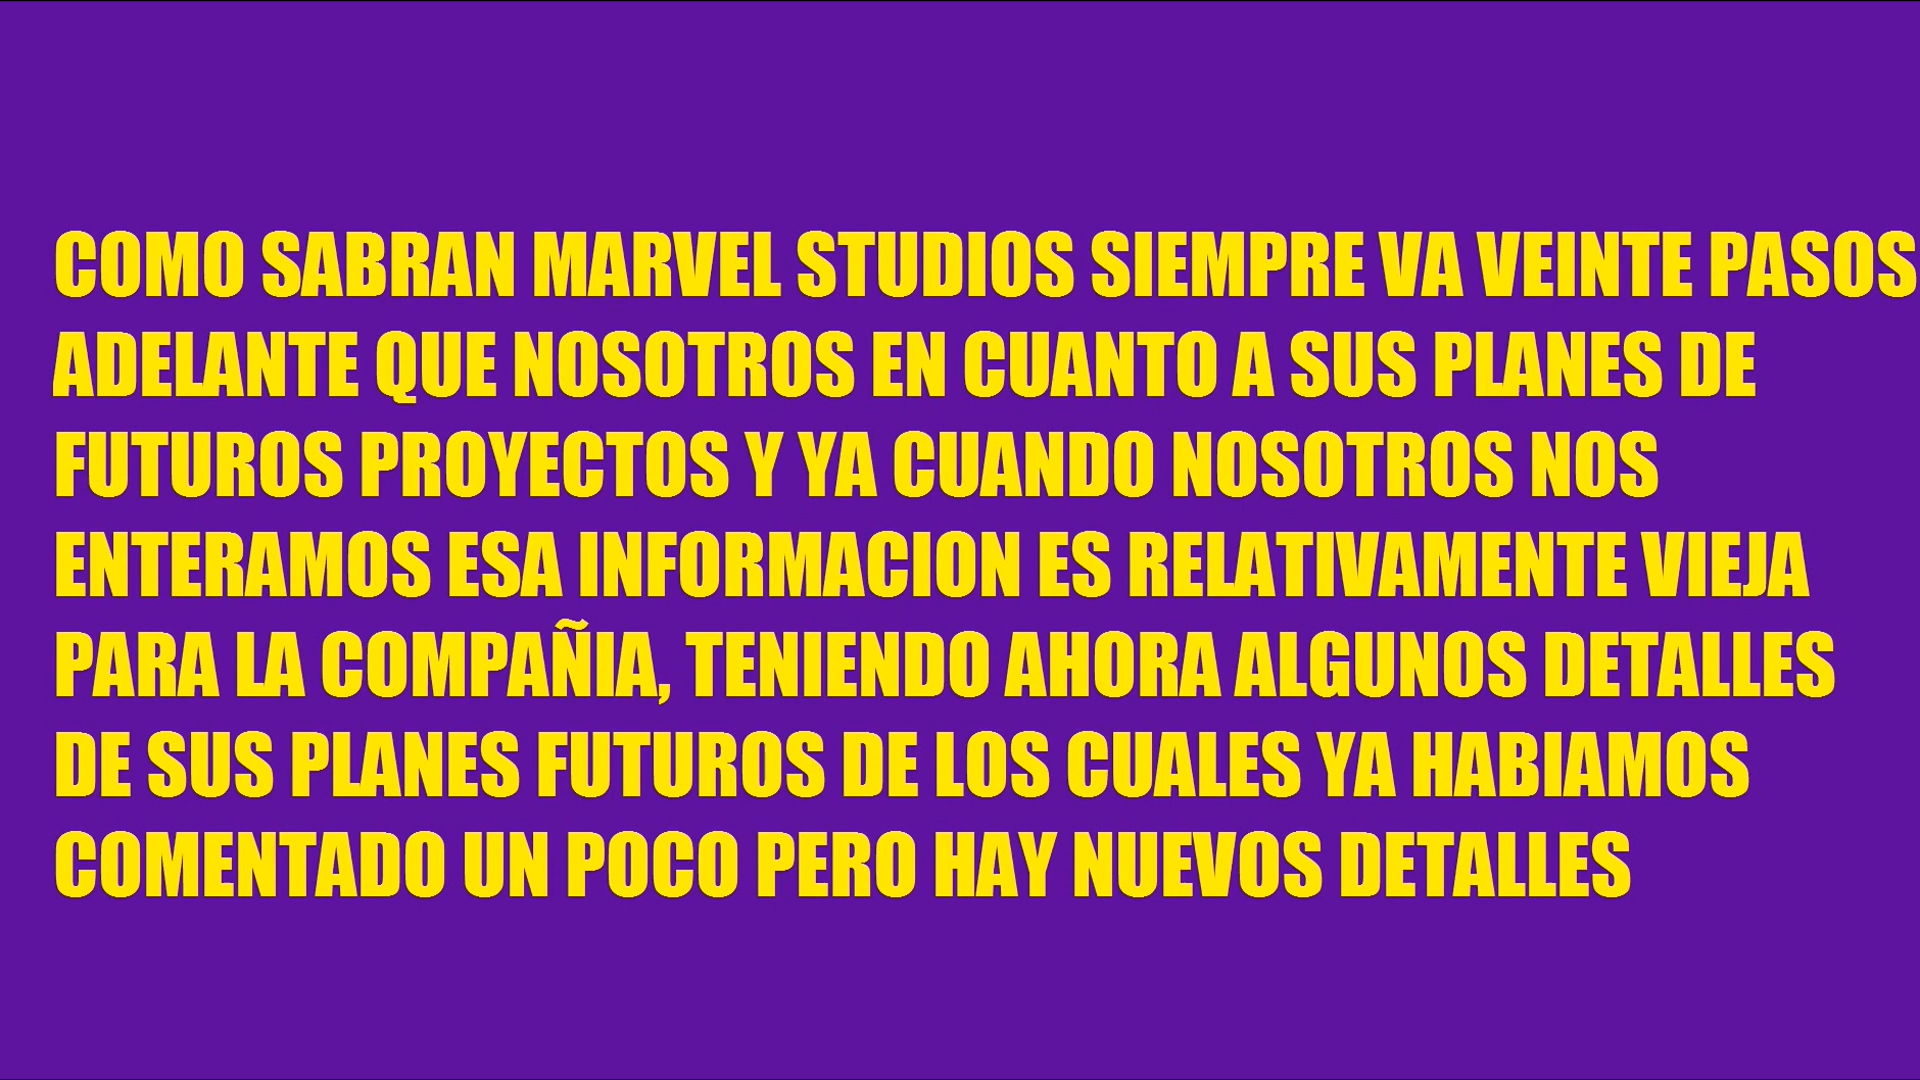 COMO SABRAN MARVEL STUDIOS SIEMPRE VA VEINTE PASOS
ADELANTE QUE NOSOTROS EN CUANTO A SUS PLANES DE
FUTUROS PROYECTOS Y YA CUANDO NOSOTROS NOS
ENTERAMOS ESA INFORMACION ES RELATIVAMENTE VIEJA
PARA LA COMPAÑIA, TENIENDO AHORA ALGUNOS DETALLES
DE SUS PLANES FUTUROS DE LOS CUALES YA HABIAMOS
COMENTADO UN POCO PERO HAY NUEVOS DETALLES